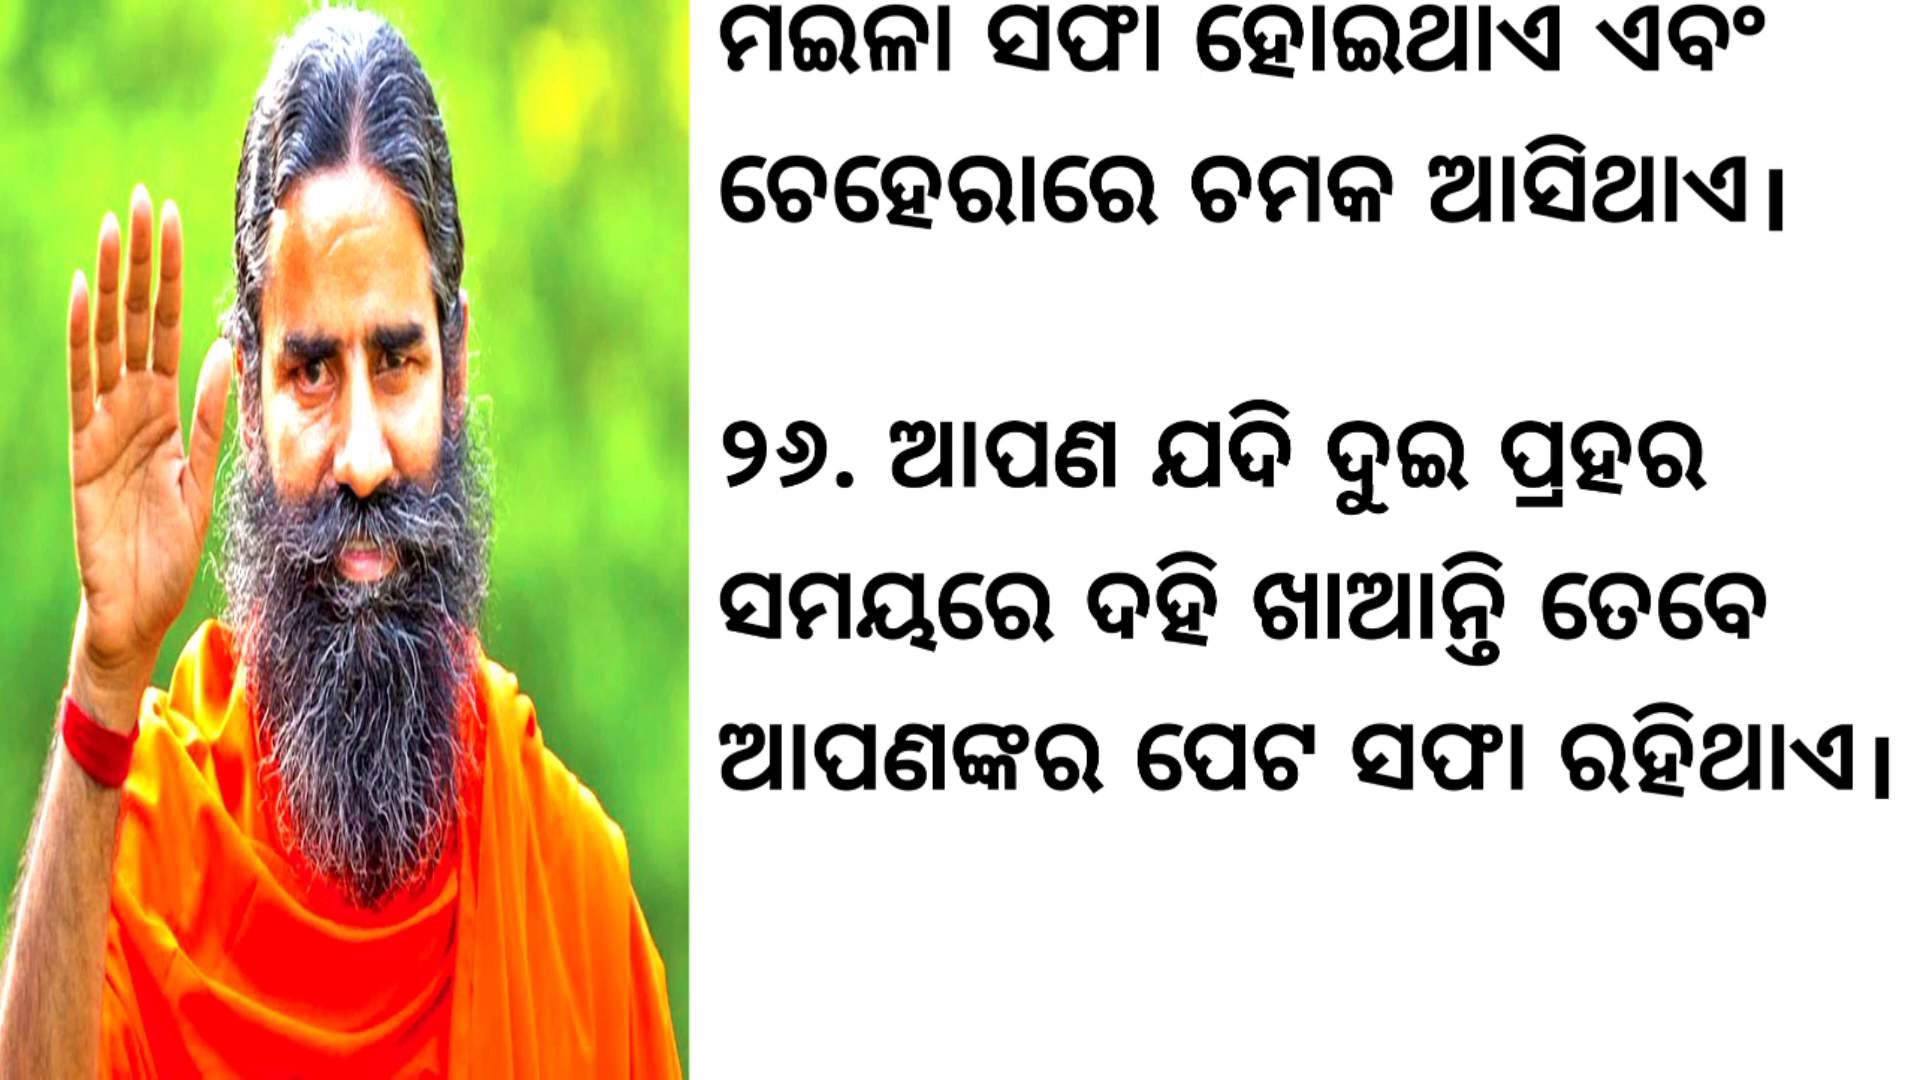 ମଇଳା ସଫା ହୋଇଥାଏ ଏବଂ
ଚେହେରାରେ ଚମକ ଆସିଥାଏ।
୨୬. ଆପଣ ଯଦି ଦୁଇ ପ୍ରହର
ସମୟରେ ଦହି ଖାଆନ୍ତି ତେବେ
ଆପଣଙ୍କର ପେଟ ସଫା ରହିଥାଏ।